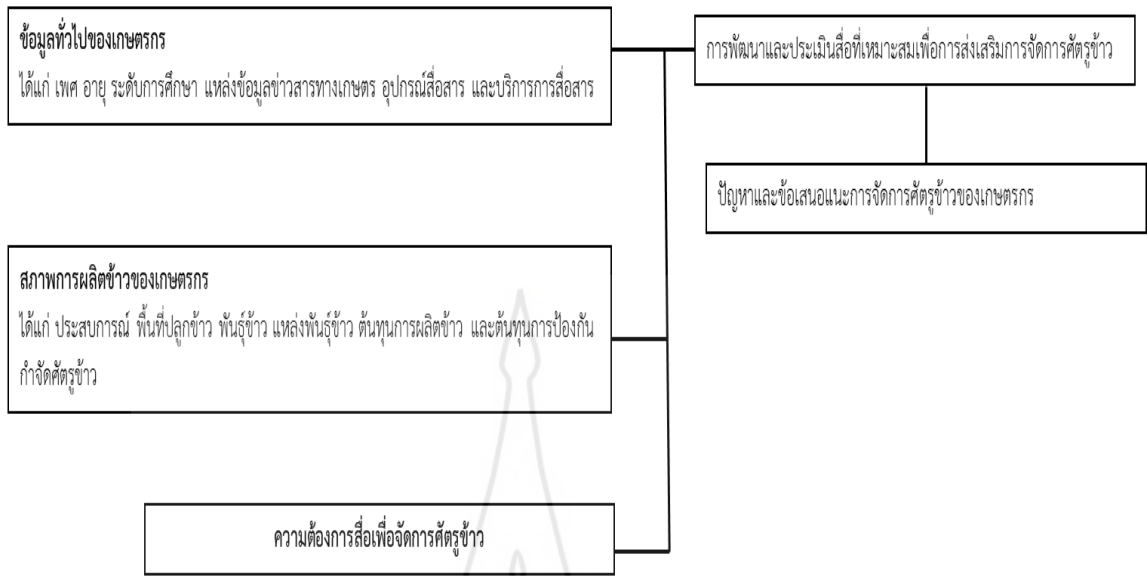 ข้อมูลทั่วไปของเกษตรกร
ได้แก่ เพศ อายุ ระดับการศึกษา แหล่งข้อมูลข่าวสารทางเกษตร อุปกรณ์สื่อสาร และบริการการสื่อสาร
การพัฒนาและประเมินสื่อที่เหมาะสมเพื่อการส่งเสริมการจัดการศัตรูข้าว
ปัญหาและข้อเสนอแนะการจัดการศัตรูข้าวของเกษตรกร
สภาพการผลิตข้าวของเกษตรกร
ได้แก่ ประสบการณ์ พื้นที่ปลูกข้าว พันธุ์ข้าว แหล่งพันธุ์ข้าว ต้นทุนการผลิตข้าว และต้นทุนการป้องกัน
กำจัดศัตรูข้าว
ความต้องการสื่อเพื่อจัดการศัตรูข้าว